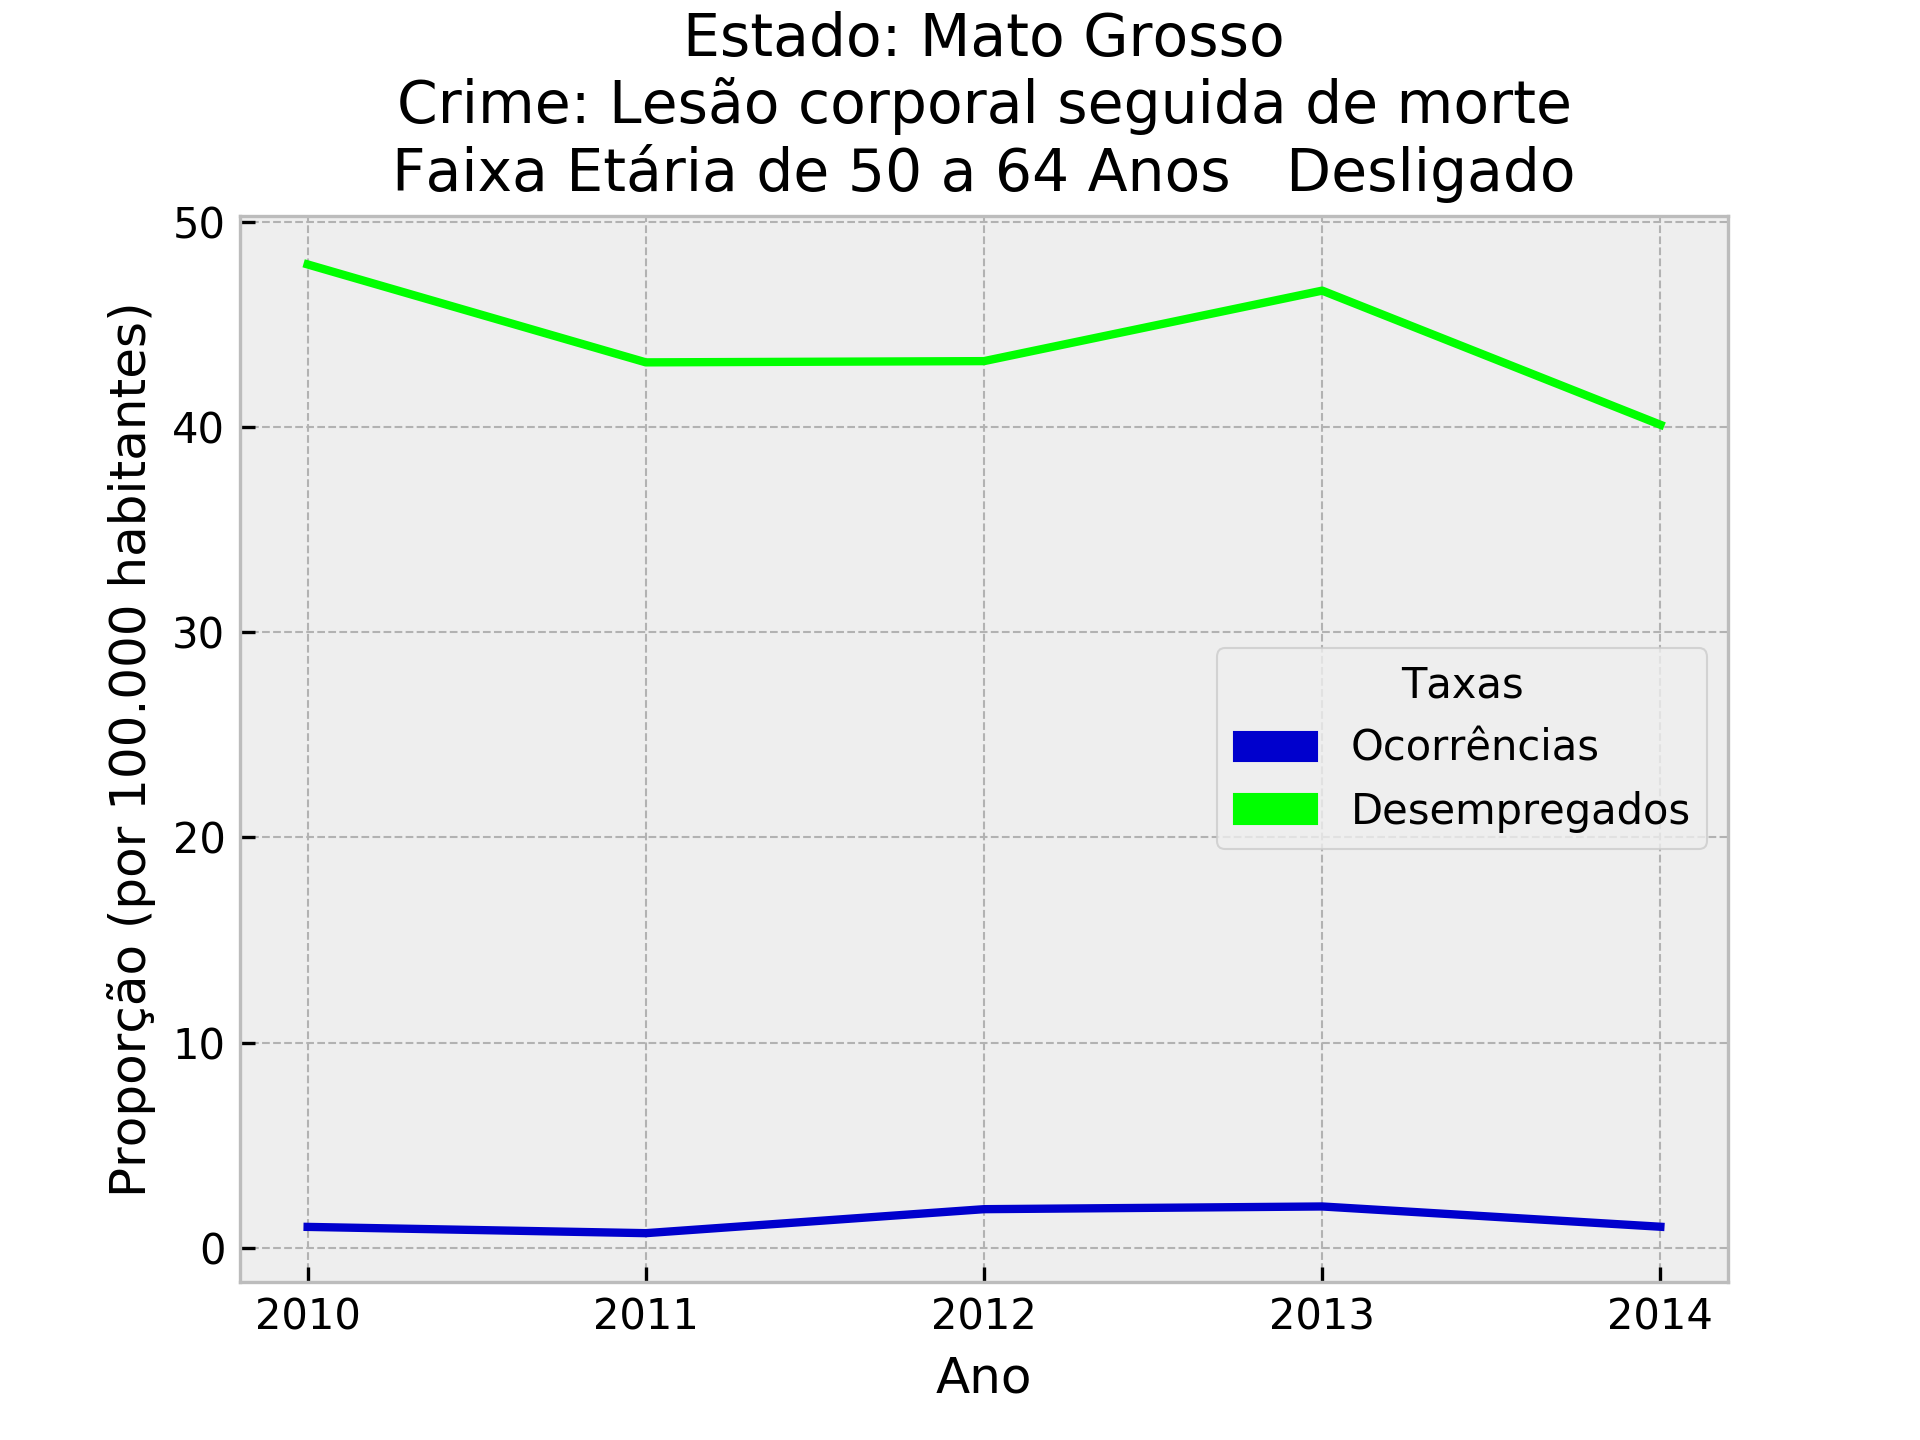 Estado: Mato Grosso
Crime: Lesão corporal seguida de morte
Faixa Etária de 50 a 64 Anos   Desligado
Proporção (por 100.000 habitantes)
50
40
30
20
10
0
Taxas
Ocorrências
Desempregados
2010 2011 2012 2013 2014
Ano